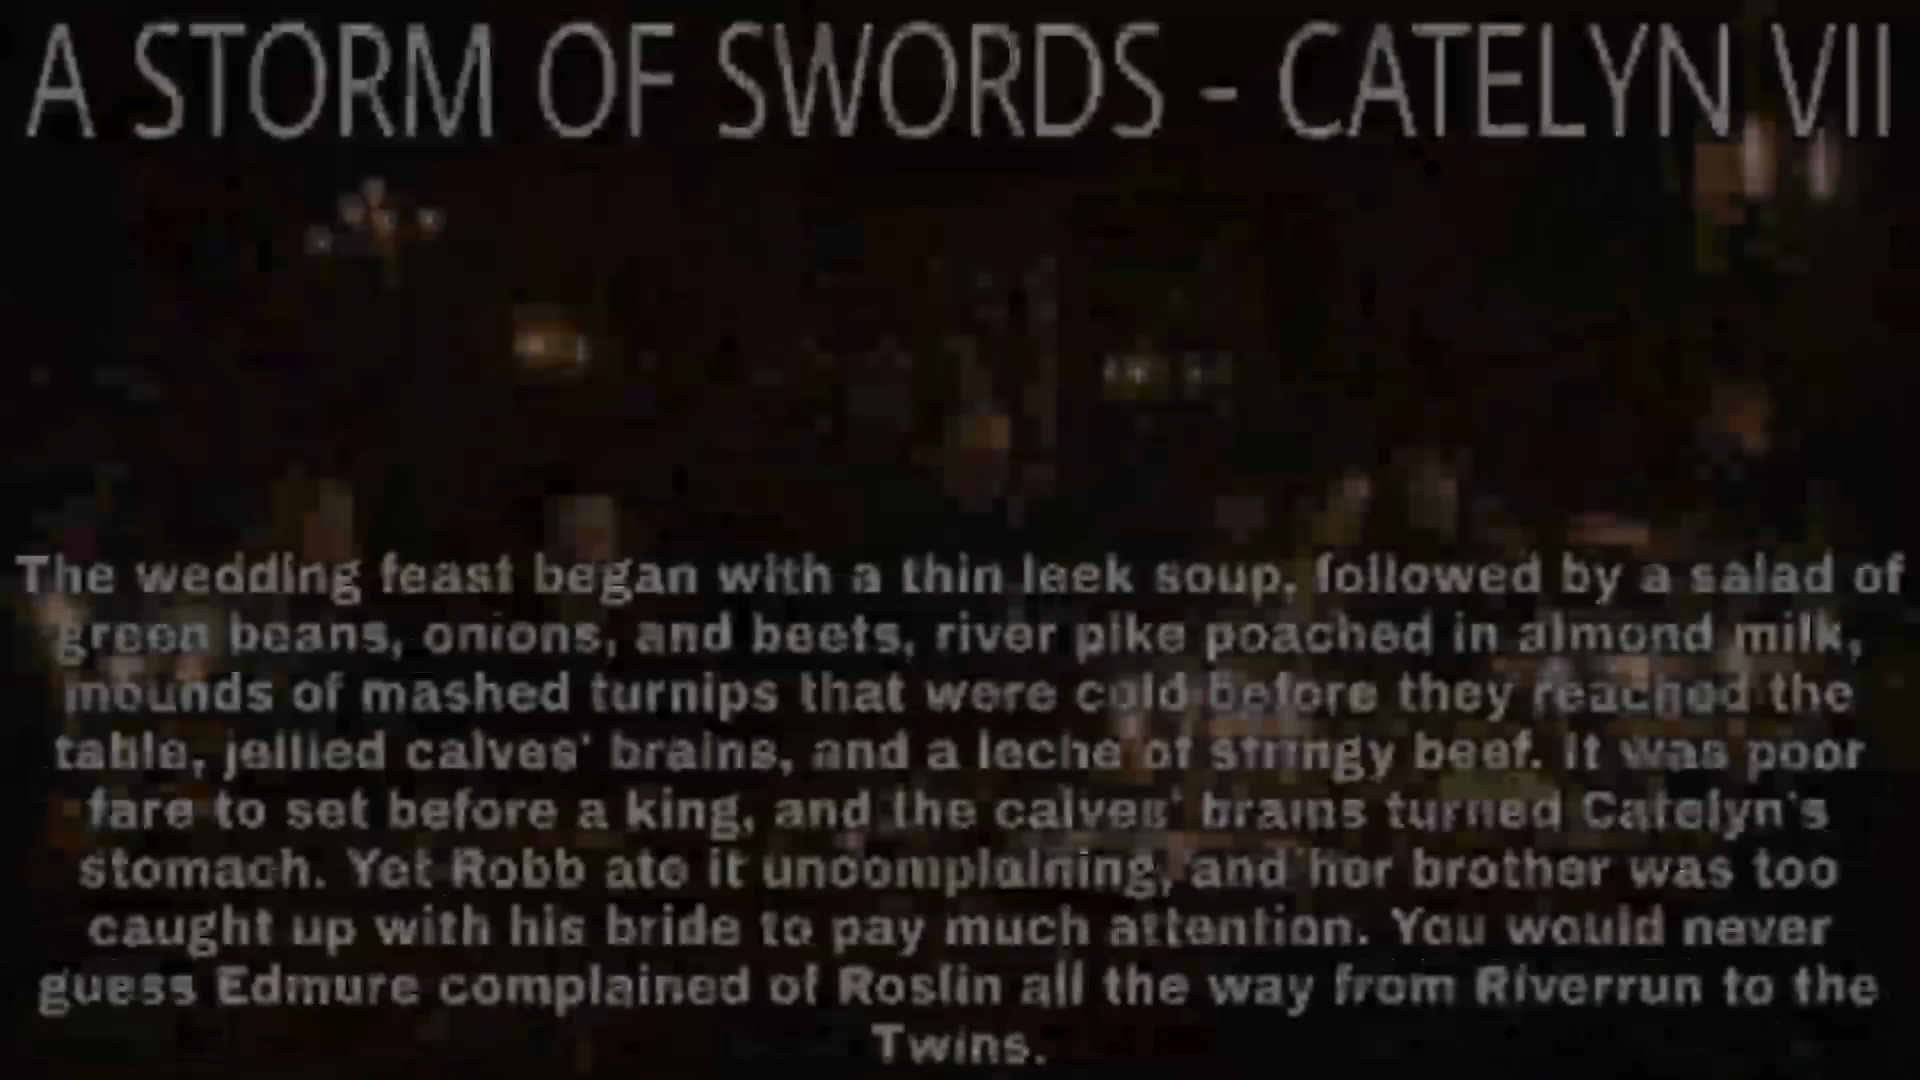 A STORM OF SWORDS - CATELYN VII
The wedding feast began with a thin leek soup, followed by a salad of
green beans, onions, and beets, river pike poached in almond milk,
mounds of mashed turnips that were cold before they reached the
table, jellied calves' brains, and a leche of stringy beef. It was poor
fare to set before a king, and the calves' brains turned Catelyn's
stomach. Yet Robb ate it uncomplaining, and her brother was too
caught up with his bride to pay much attention. You would never
guess Edmure complained of Roslin all the way from Riverrun to the
Twins.